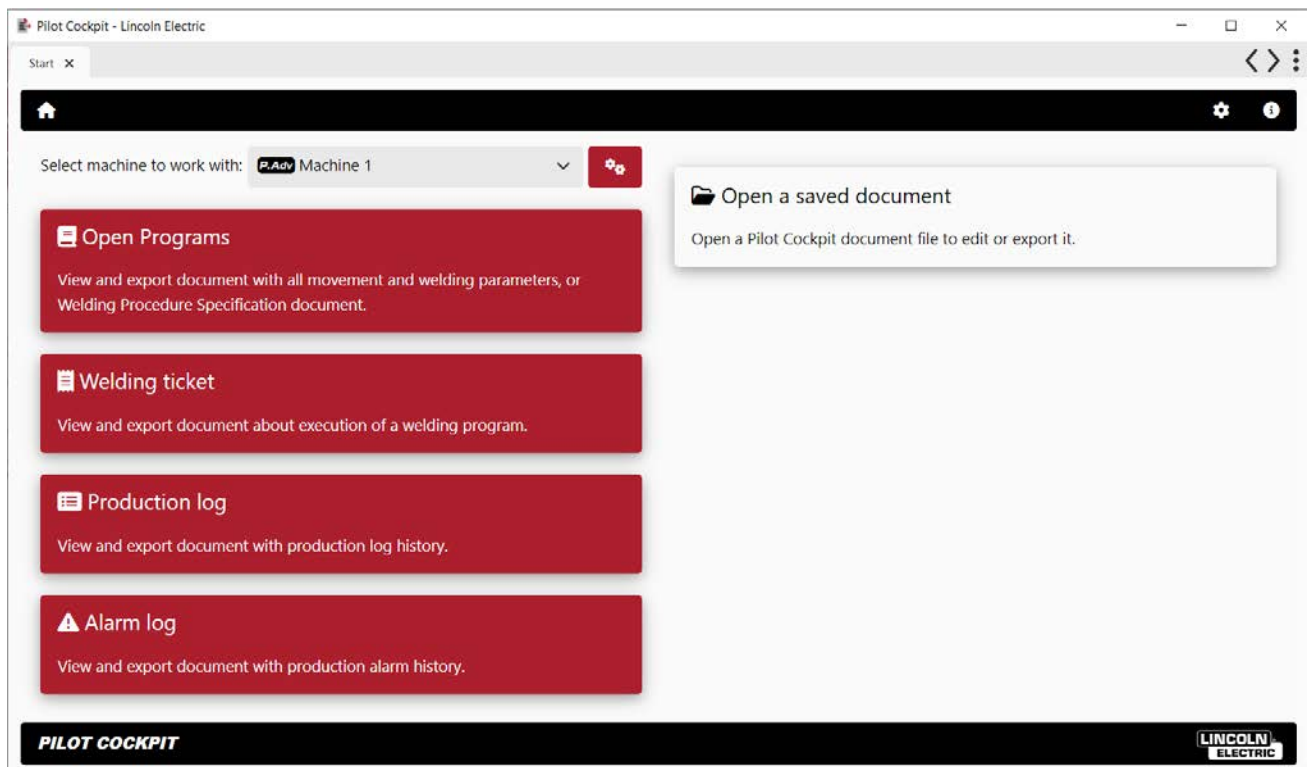 Pilot Cockpit - Lincoln Electric
Start
Select machine to work with: P.Adv Machine 1
Open Programs
View and export document with all movement and welding parameters, or
Welding Procedure Specification document.
Welding ticket
View and export document about execution of a welding program.
Production log
View and export document with production log history.
Alarm log
View and export document with production alarm history.
Open a saved document
Open a Pilot Cockpit document file to edit or export it.
PILOT COCKPIT
LINCOLN
ELECTRIC